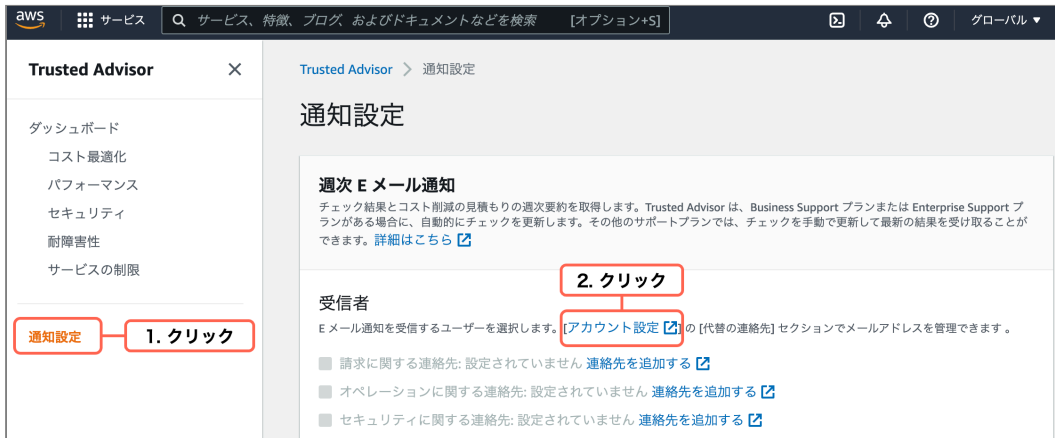 aws
サービス
サービス、特徴、ブログ、およびドキュメントなどを検索 [オプション+S]
グローバル ▼
Trusted Advisor ✕
ダッシュボード
コスト最適化
パフォーマンス
セキュリティ
耐障害性
サービスの制限
通知設定
1. クリック
Trusted Advisor > 通知設定
通知設定
週次 E メール通知
チェック結果とコスト削減の見積もりの週次要約を取得します。Trusted Advisor は、Business Support プランまたは Enterprise Support プ
ランがある場合に、自動的にチェックを更新します。その他のサポートプランでは、チェックを手動で更新して最新の結果を受け取ることが
できます。詳細はこちら
2. クリック
受信者
E メール通知を受信するユーザーを選択します。[アカウント設定] の [代替の連絡先] セクションでメールアドレスを管理できます 。
請求に関する連絡先: 設定されていません 連絡先を追加する
オペレーションに関する連絡先: 設定されていません 連絡先を追加する
セキュリティに関する連絡先: 設定されていません 連絡先を追加する